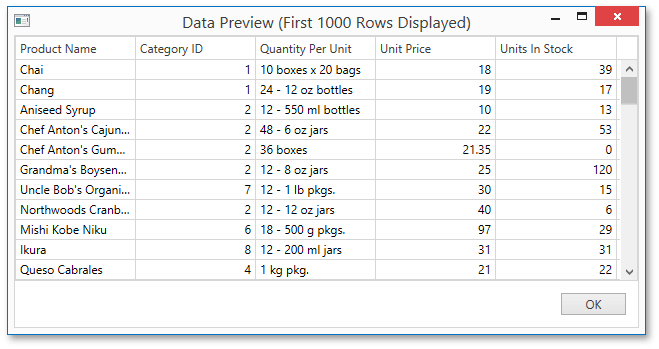 Data Preview (First 1000 Rows Displayed)
Product Name Category ID Quantity Per Unit Unit Price Units In Stock
Chai 1 10 boxes x 20 bags 18 39
Chang 1 24 - 12 oz bottles 19 17
Aniseed Syrup 2 12 - 550 ml bottles 10 13
Chef Anton's Cajun... 2 48 - 6 oz jars 22 53
Chef Anton's Gum... 2 36 boxes 21.35 0
Grandma's Boysen... 2 12 - 8 oz jars 25 120
Uncle Bob's Organi... 7 12 - 1 lb pkgs. 30 15
Northwoods Cranb... 2 12 - 12 oz jars 40 6
Mishi Kobe Niku 6 18 - 500 g pkgs. 97 29
Ikura 8 12 - 200 ml jars 31 31
Queso Cabrales 4 1 kg pkg. 21 22
OK